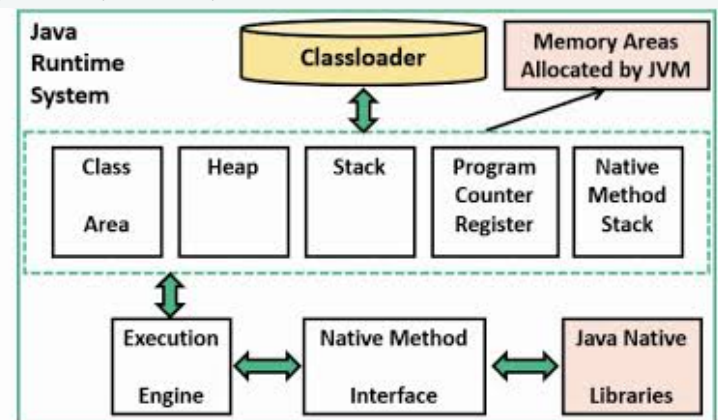 Java
Runtime
System
Classloader
Memory Areas
Allocated by JVM
Class
Area
Heap
Stack
Program
Counter
Register
Native
Method
Stack
Execution
Engine
Native Method
Interface
Java Native
Libraries